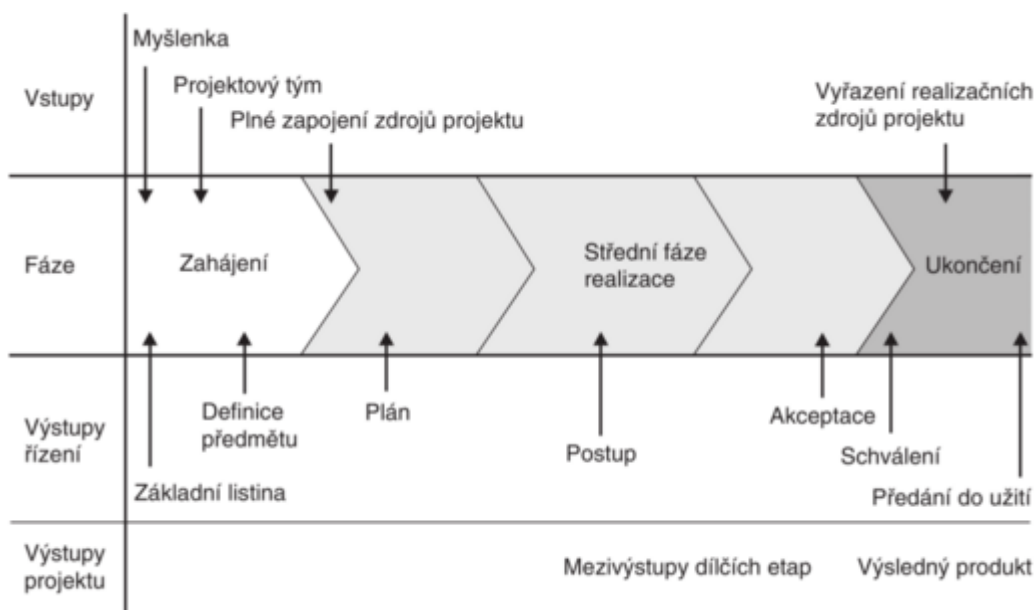 Vstupy
Myšlenka
Projektový tým
Plné zapojení zdrojů projektu
Vyřazení realizačních
zdrojů projektu
Fáze
Zahájení
Střední fáze
realizace
Ukončení
Výstupy
řízení
Definice
předmětu
Plán
Postup
Akceptace
Schválení
Základní listina
Předání do užití
Výstupy
projektu
Mezivýstupy dílčích etap
Výsledný produkt